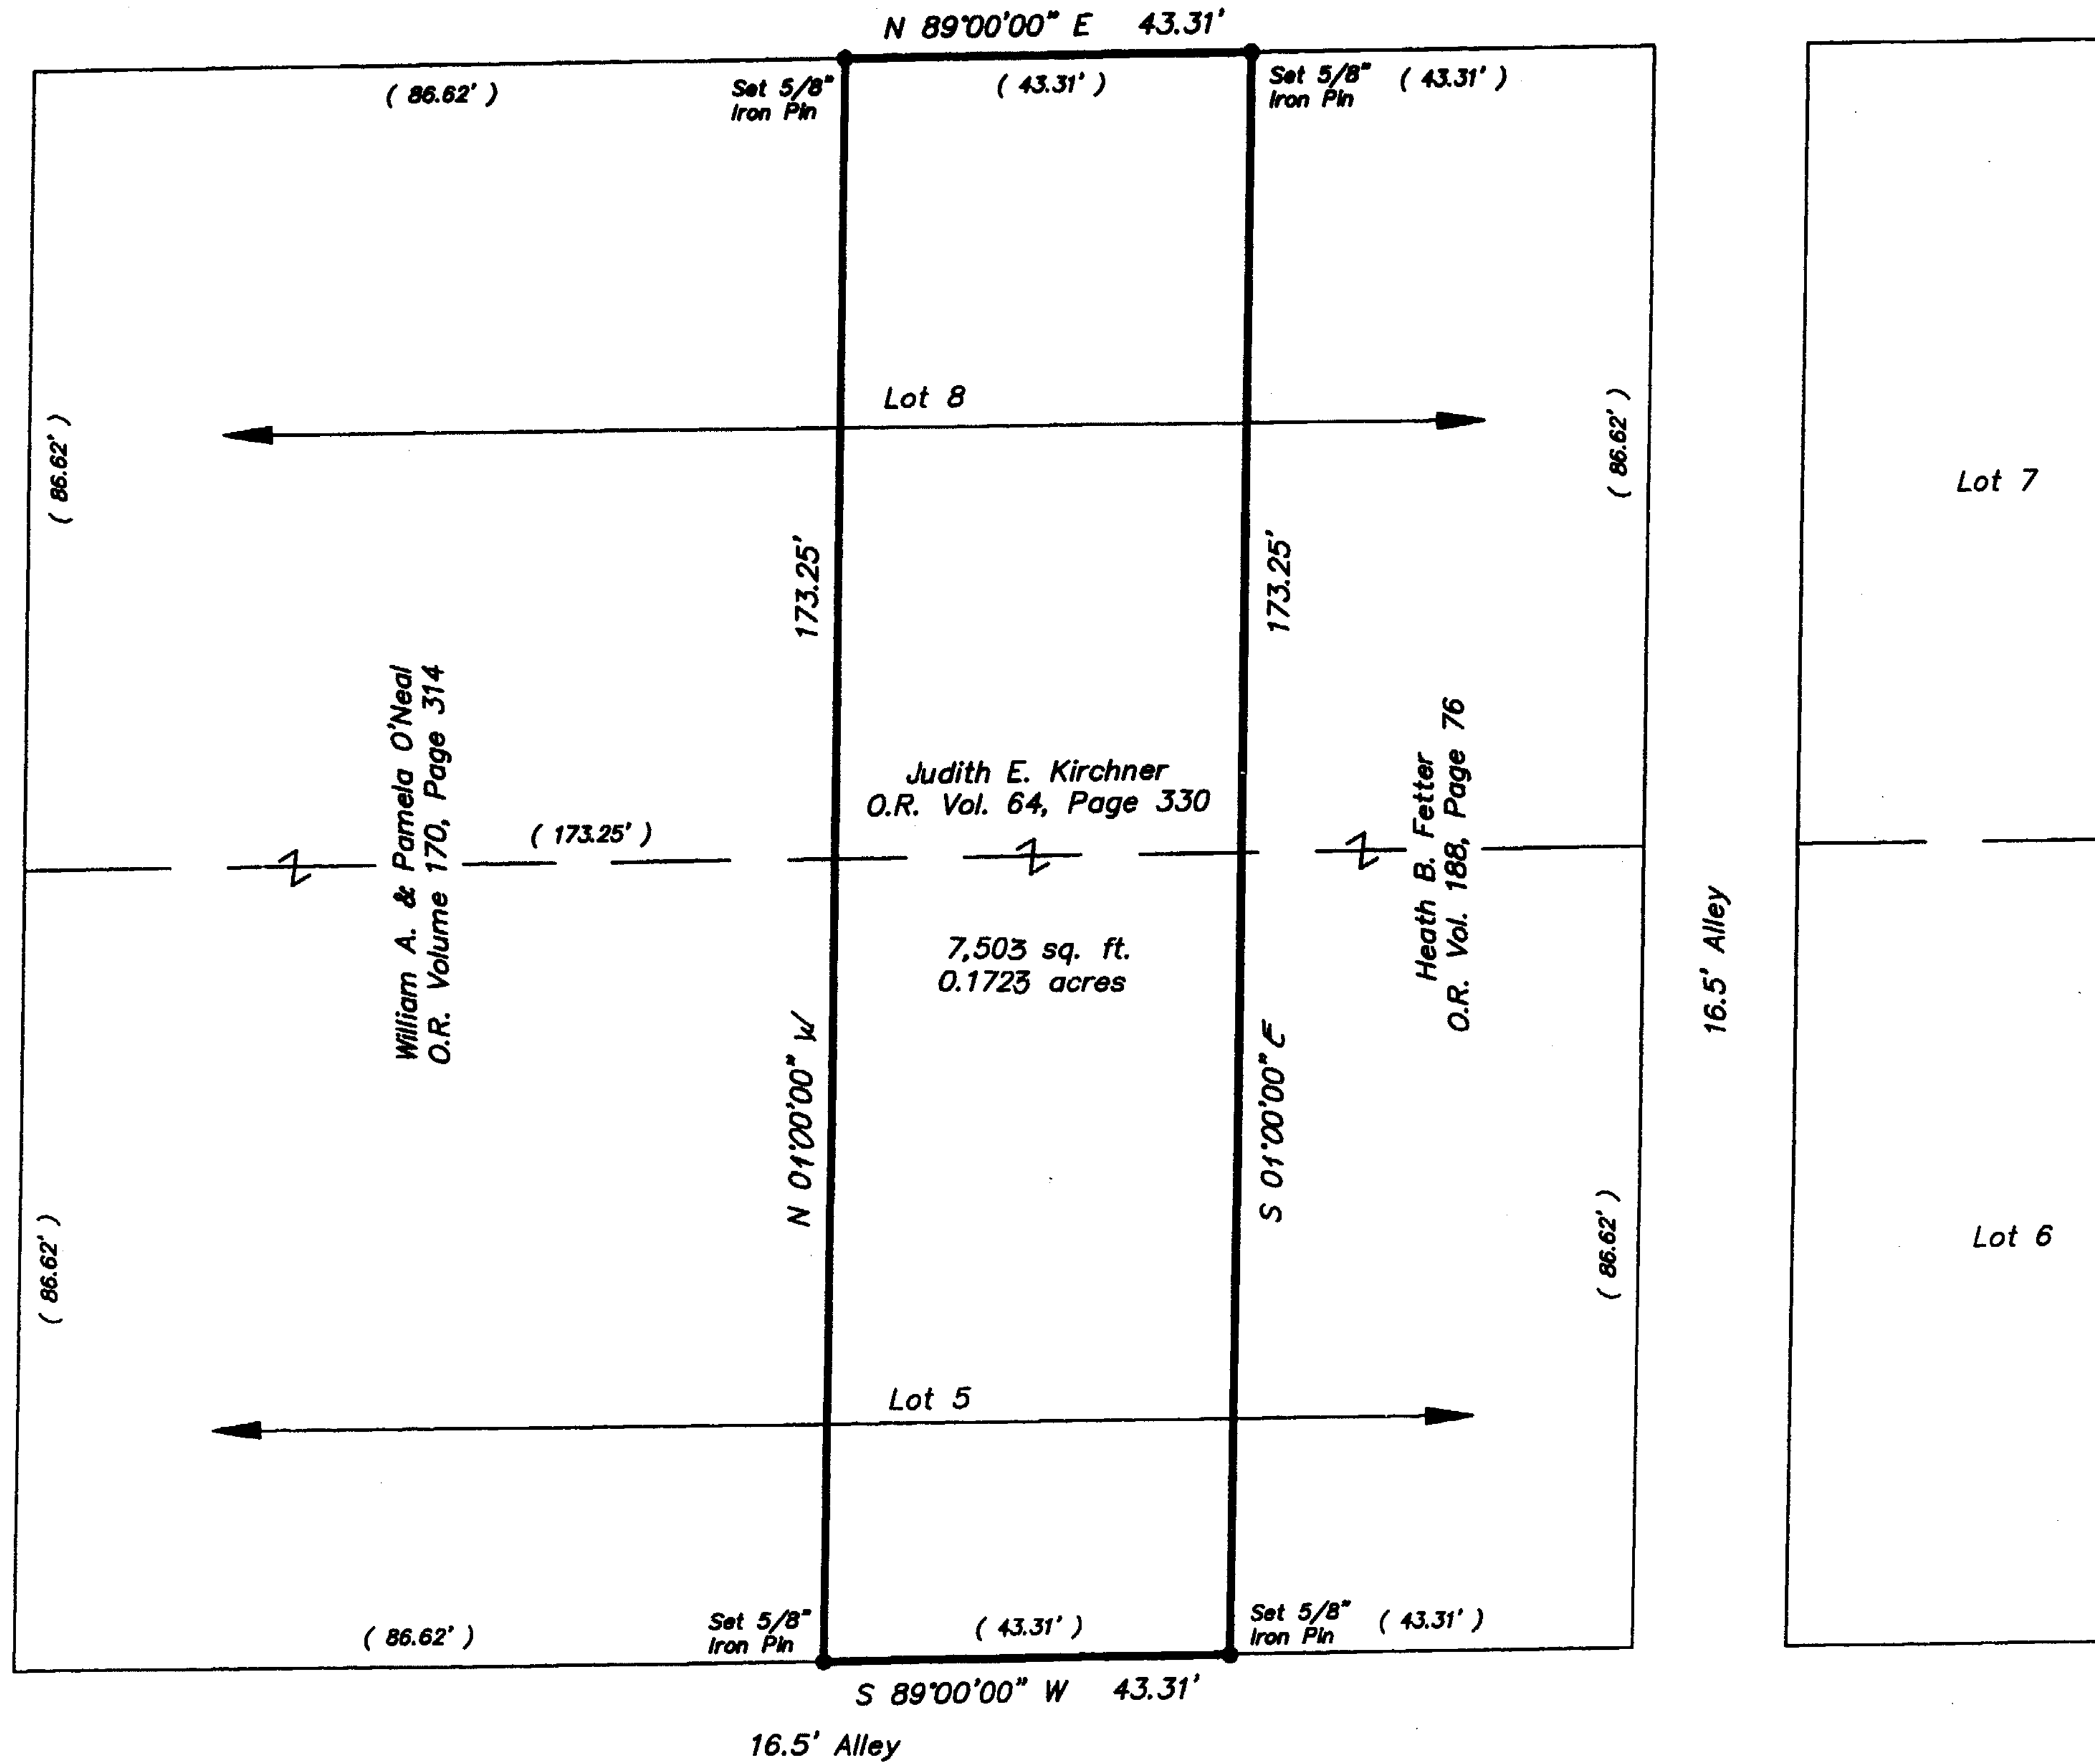 N 89°00'00" E 43.31'
( 86.62' )
Set 5/8"
Iron Pin
( 43.31' )
Set 5/8"
Iron Pin
( 43.31' )
Lot 8
( 86.62' )
( 86.62' )
Lot 7
173.25'
173.25'
William A. & Pamela O'Neal
O.R. Volume 170, Page 314
( 173.25' )
Judith E. Kirchner
O.R. Vol. 64, Page 330
Heath B. Fetter
O.R. Vol. 188, Page 76
7,503 sq. ft.
0.1723 acres
16.5' Alley
N 01°00'00" W
S 01°00'00" E
( 86.62' )
( 86.62' )
Lot 6
Lot 5
( 86.62' )
Set 5/8"
Iron Pin
( 43.31' )
Set 5/8"
Iron Pin
( 43.31' )
S 89°00'00" W 43.31'
16.5' Alley